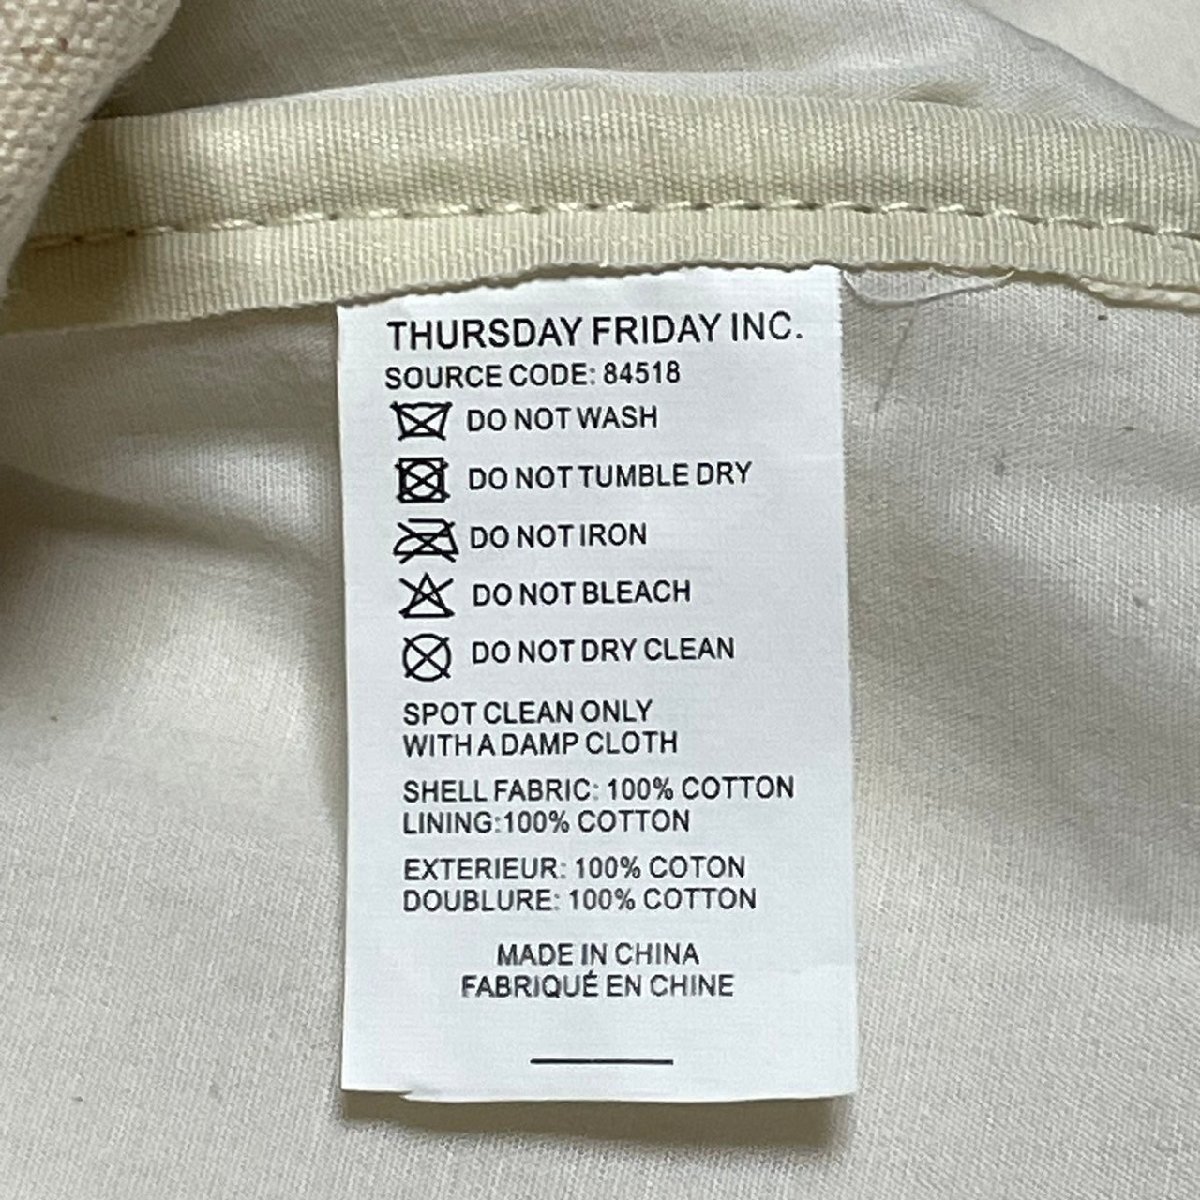 THURSDAY FRIDAY INC.
SOURCE CODE: 84518
DO NOT WASH
DO NOT TUMBLE DRY
DO NOT IRON
DO NOT BLEACH
DO NOT DRY CLEAN
SPOT CLEAN ONLY
WITH A DAMP CLOTH
SHELL FABRIC: 100% COTTON
LINING:100% COTTON
EXTERIEUR: 100% COTON
DOUBLURE: 100% COTTON
MADE IN CHINA
FABRIQUÉ EN CHINE